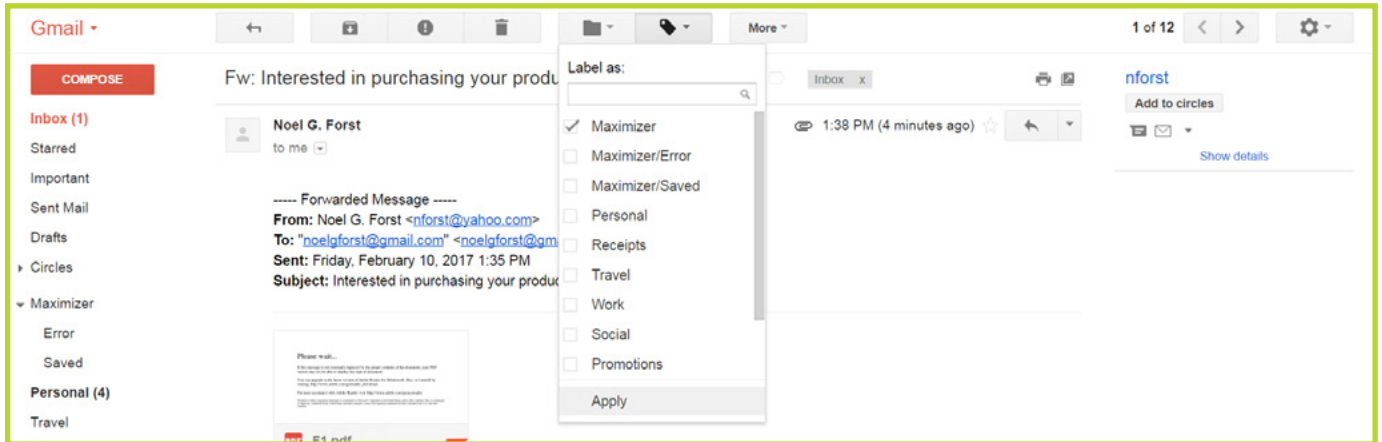 Gmail
More
1 of 12
COMPOSE
Inbox (1)
Starred
Important
Sent Mail
Drafts
Circles
Maximizer
Error
Saved
Personal (4)
Travel
Fw: Interested in purchasing your produ
Inbox x
Noel G. Forst
to me
1:38 PM (4 minutes ago)
----- Forwarded Message -----
From: Noel G. Forst <nforst@yahoo.com>
To: "noelgforst@gmail.com" <noelgforst@gm
Sent: Friday, February 10, 2017 1:35 PM
Subject: Interested in purchasing your produc
Please wait...
Label as:
Maximizer
Maximizer/Error
Maximizer/Saved
Personal
Receipts
Travel
Work
Social
Promotions
Apply
nforst
Add to circles
Show details